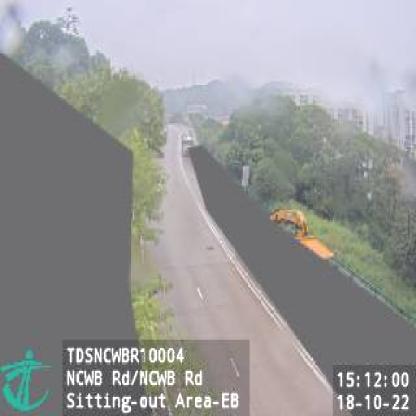 TDSNCWBR10004
NCWB Rd/NCWB Rd
Sitting-out Area-EB
15:12:00
18-10-22